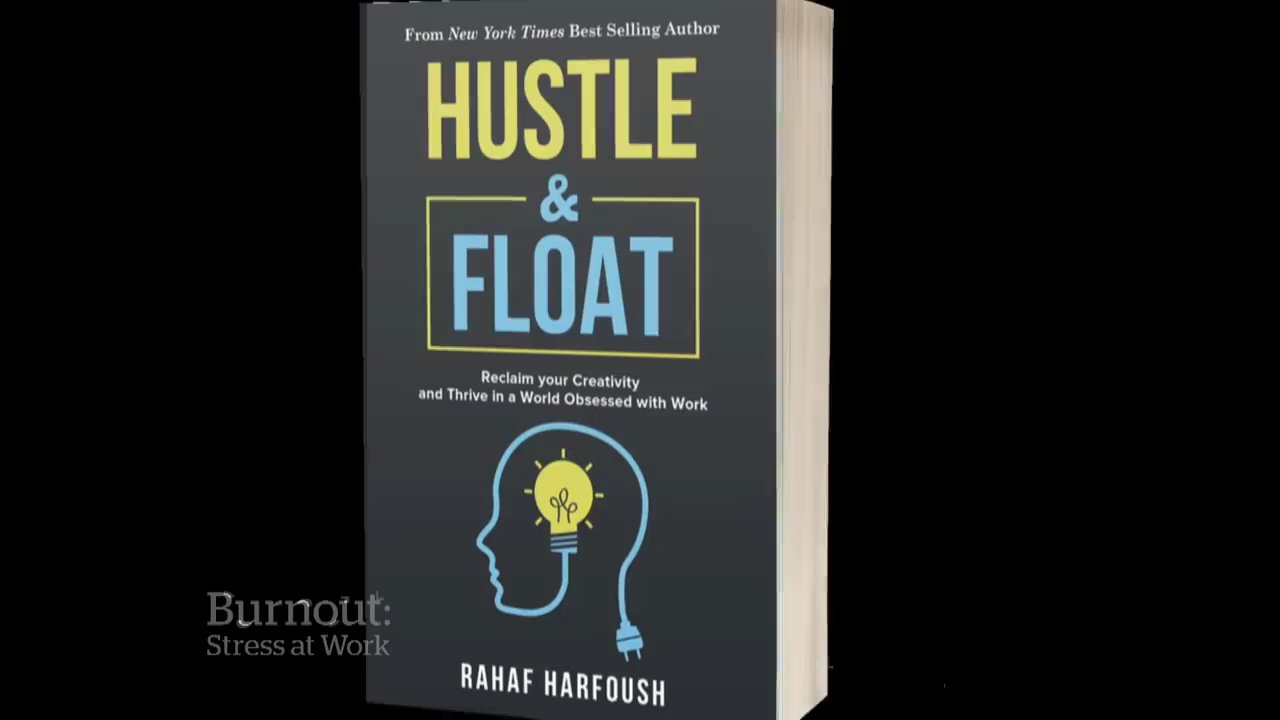 From New York Times Best Selling Author
HUSTLE
&
FLOAT
Reclaim your Creativity
and Thrive in a World Obsessed with Work
RAHAF HARFOUSH
Burnout:
Stress at Work